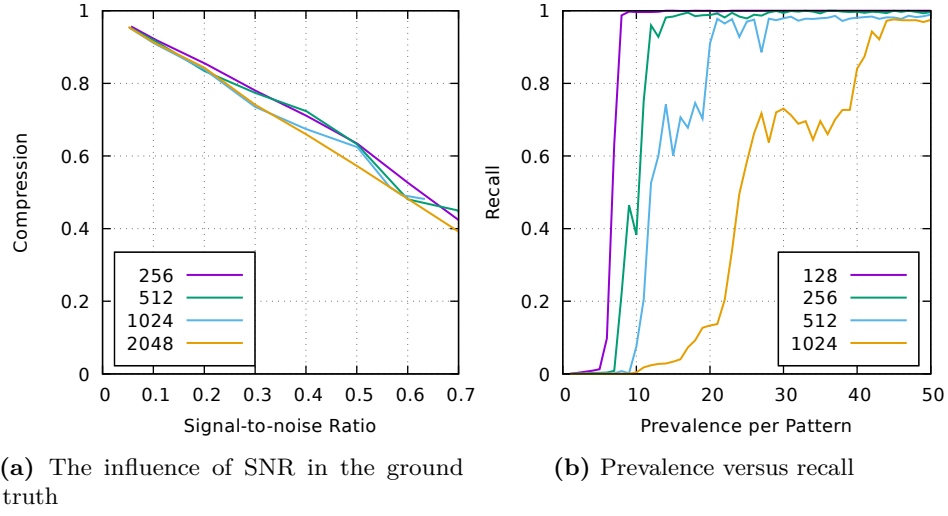 1
0.8
0.6
0.4
0.2
0
Compression
256
512
1024
2048
0 0.1 0.2 0.3 0.4 0.5 0.6 0.7
Signal-to-noise Ratio
(a) The influence of SNR in the ground
truth
1
0.8
0.6
0.4
0.2
0
Recall
128
256
512
1024
0 10 20 30 40 50
Prevalence per Pattern
(b) Prevalence versus recall